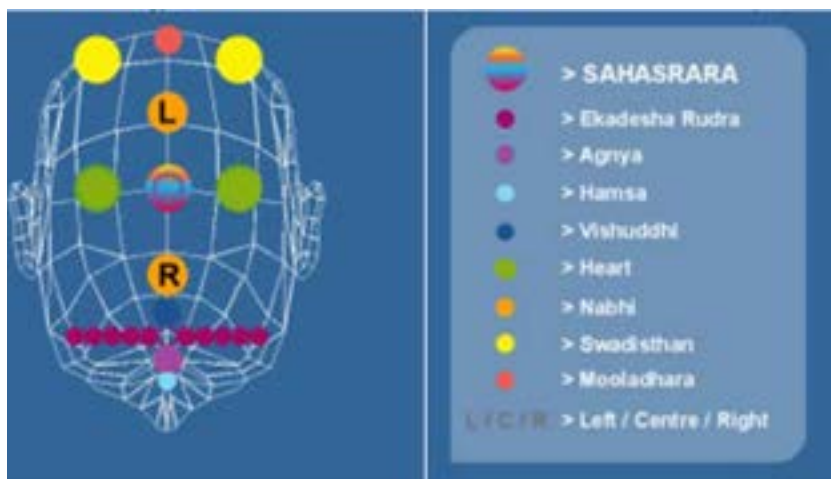 L
R
> SAHASRARA
> Ekadesha Rudra
> Agnya
> Hamsa
> Vishuddhi
> Heart
> Nabhi
> Swadisthan
> Mooladhara
L / C / R > Left / Centre / Right